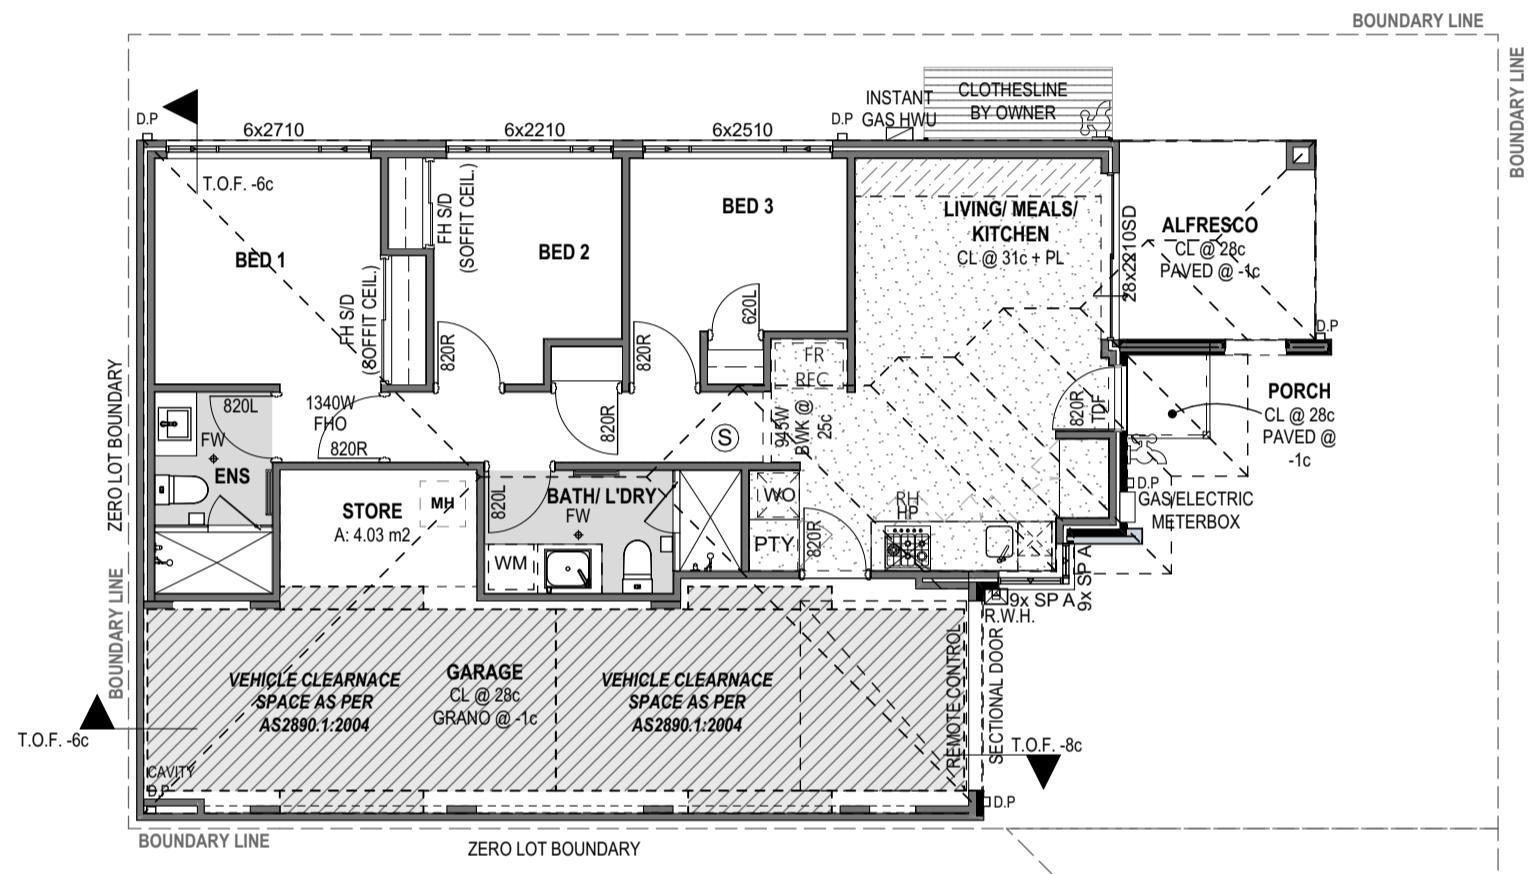 BOUNDARY LINE
BOUNDARY LINE
CLOTHESLINE
BY OWNER
INSTANT
GAS HWU
D.P
D.P
6x2710
6x2210
6x2510
T.O.F. -6c
BED 1
FH S/D
(SOFFIT CEIL.)
FH S/D
(SOFFIT CEIL.)
BED 2
BED 3
620L
LIVING/ MEALS/
KITCHEN
CL @ 31c + PL
28x2210SD
ALFRESCO
CL @ 28c
PAVED @ -1c
D.P
820R
820R
FR
RFC
PORCH
CL @ 28c
PAVED @
-1c
820R
TDF
ZERO LOT BOUNDARY
820L
1340W
FHO
820R
820R
945W
BWK @
25c
S
FW
ENS
STORE
A: 4.03 m2
MH
820L
BATH/ L'DRY
FW
WM
WO
PTY
820R
RH
HP
D.P
GAS/ELECTRIC
METERBOX
9x SP A
9x SP A
R.W.H.
BOUNDARY LINE
VEHICLE CLEARNACE
SPACE AS PER
AS2890.1:2004
GARAGE
CL @ 28c
GRANO @ -1c
VEHICLE CLEARNACE
SPACE AS PER
AS2890.1:2004
REMOTE CONTROL
SECTIONAL DOOR
T.O.F. -6c
T.O.F. -8c
CAVITY
D.P
D.P
BOUNDARY LINE
ZERO LOT BOUNDARY